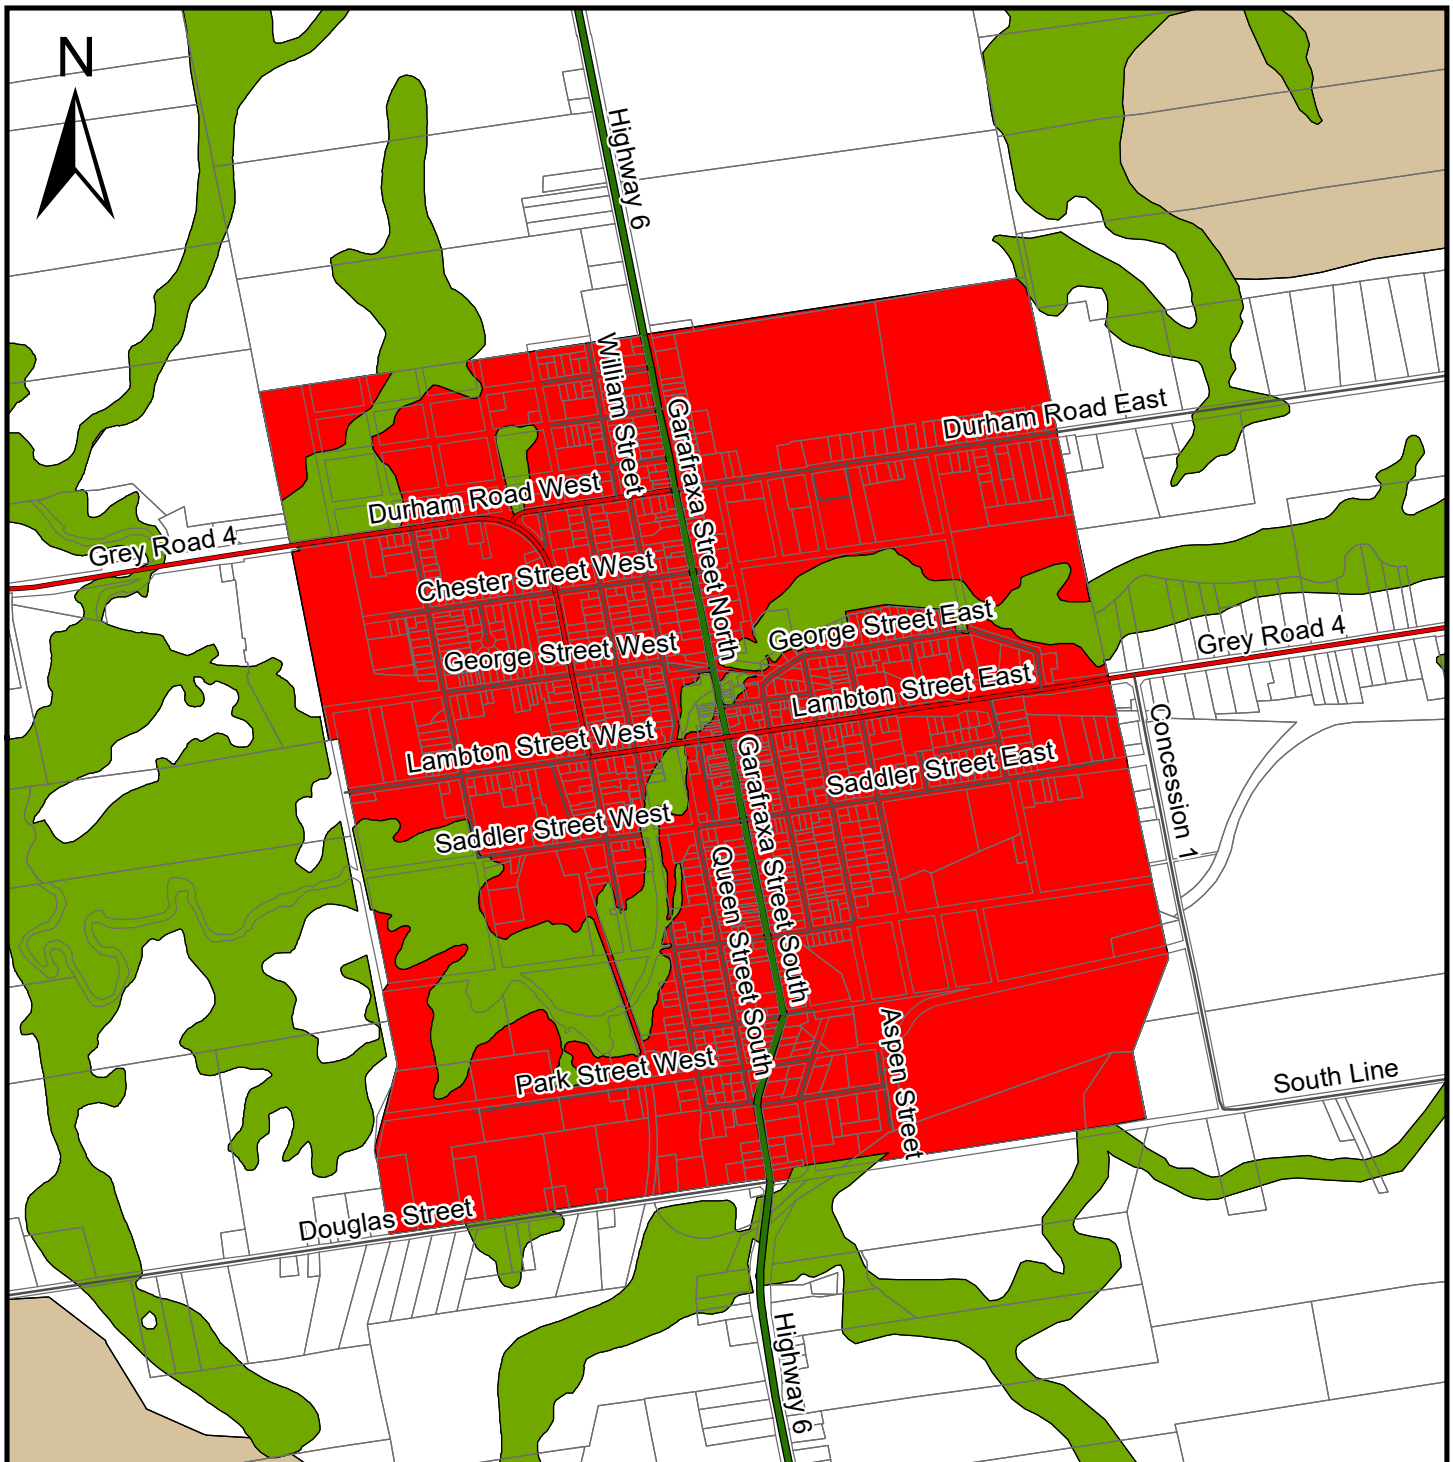 N
Highway 6
William Street
Garafraxa Street North
Durham Road East
Durham Road West
Grey Road 4
Chester Street West
George Street East
Grey Road 4
George Street West
Lambton Street East
Lambton Street West
Concession 1
Garafraxa Street South
Saddler Street East
Saddler Street West
Queen Street South
Aspen Street
Park Street West
South Line
Douglas Street
Highway 6